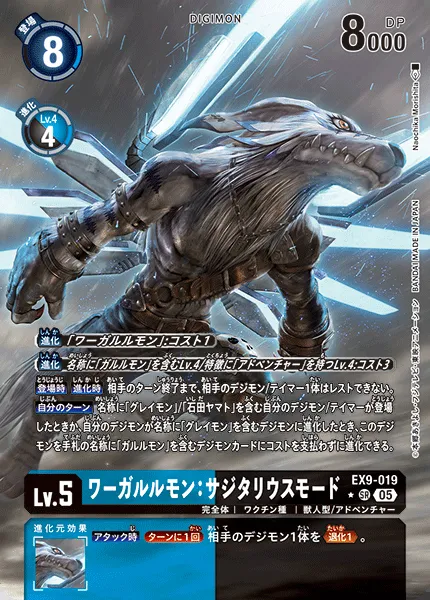 DIGIMON
登場
8
8000
DP
進化
Lv.4
4
Naochika Morishita
BANDAI MADE IN JAPAN
©本郷あきよし・フジテレビ・東映アニメーション
進化 「ワーガルルモン」:コスト1
進化 名称に「ガルルモン」を含むLv.4/特徴に「アドベンチャー」を持つLv.4:コスト3
登場時 進化時 相手のターン終了まで、相手のデジモン/テイマー1体はレストできない。
自分のターン 名称に「グレイモン」/「石田ヤマト」を含む自分のデジモン/テイマーが登場
したときか、自分のデジモンが名称に「グレイモン」を含むデジモンに進化したとき、このデジ
モンを手札の名称に「ガルルモン」を含むデジモンカードにコストを支払わずに進化できる。
Lv.5
ワーガルルモン:サジタリウスモード
EX9-019
SR 05
完全体 | ワクチン種 | 獣人型/アドベンチャー
進化元効果
アタック時 ターンに1回 相手のデジモン1体を 退化1 。